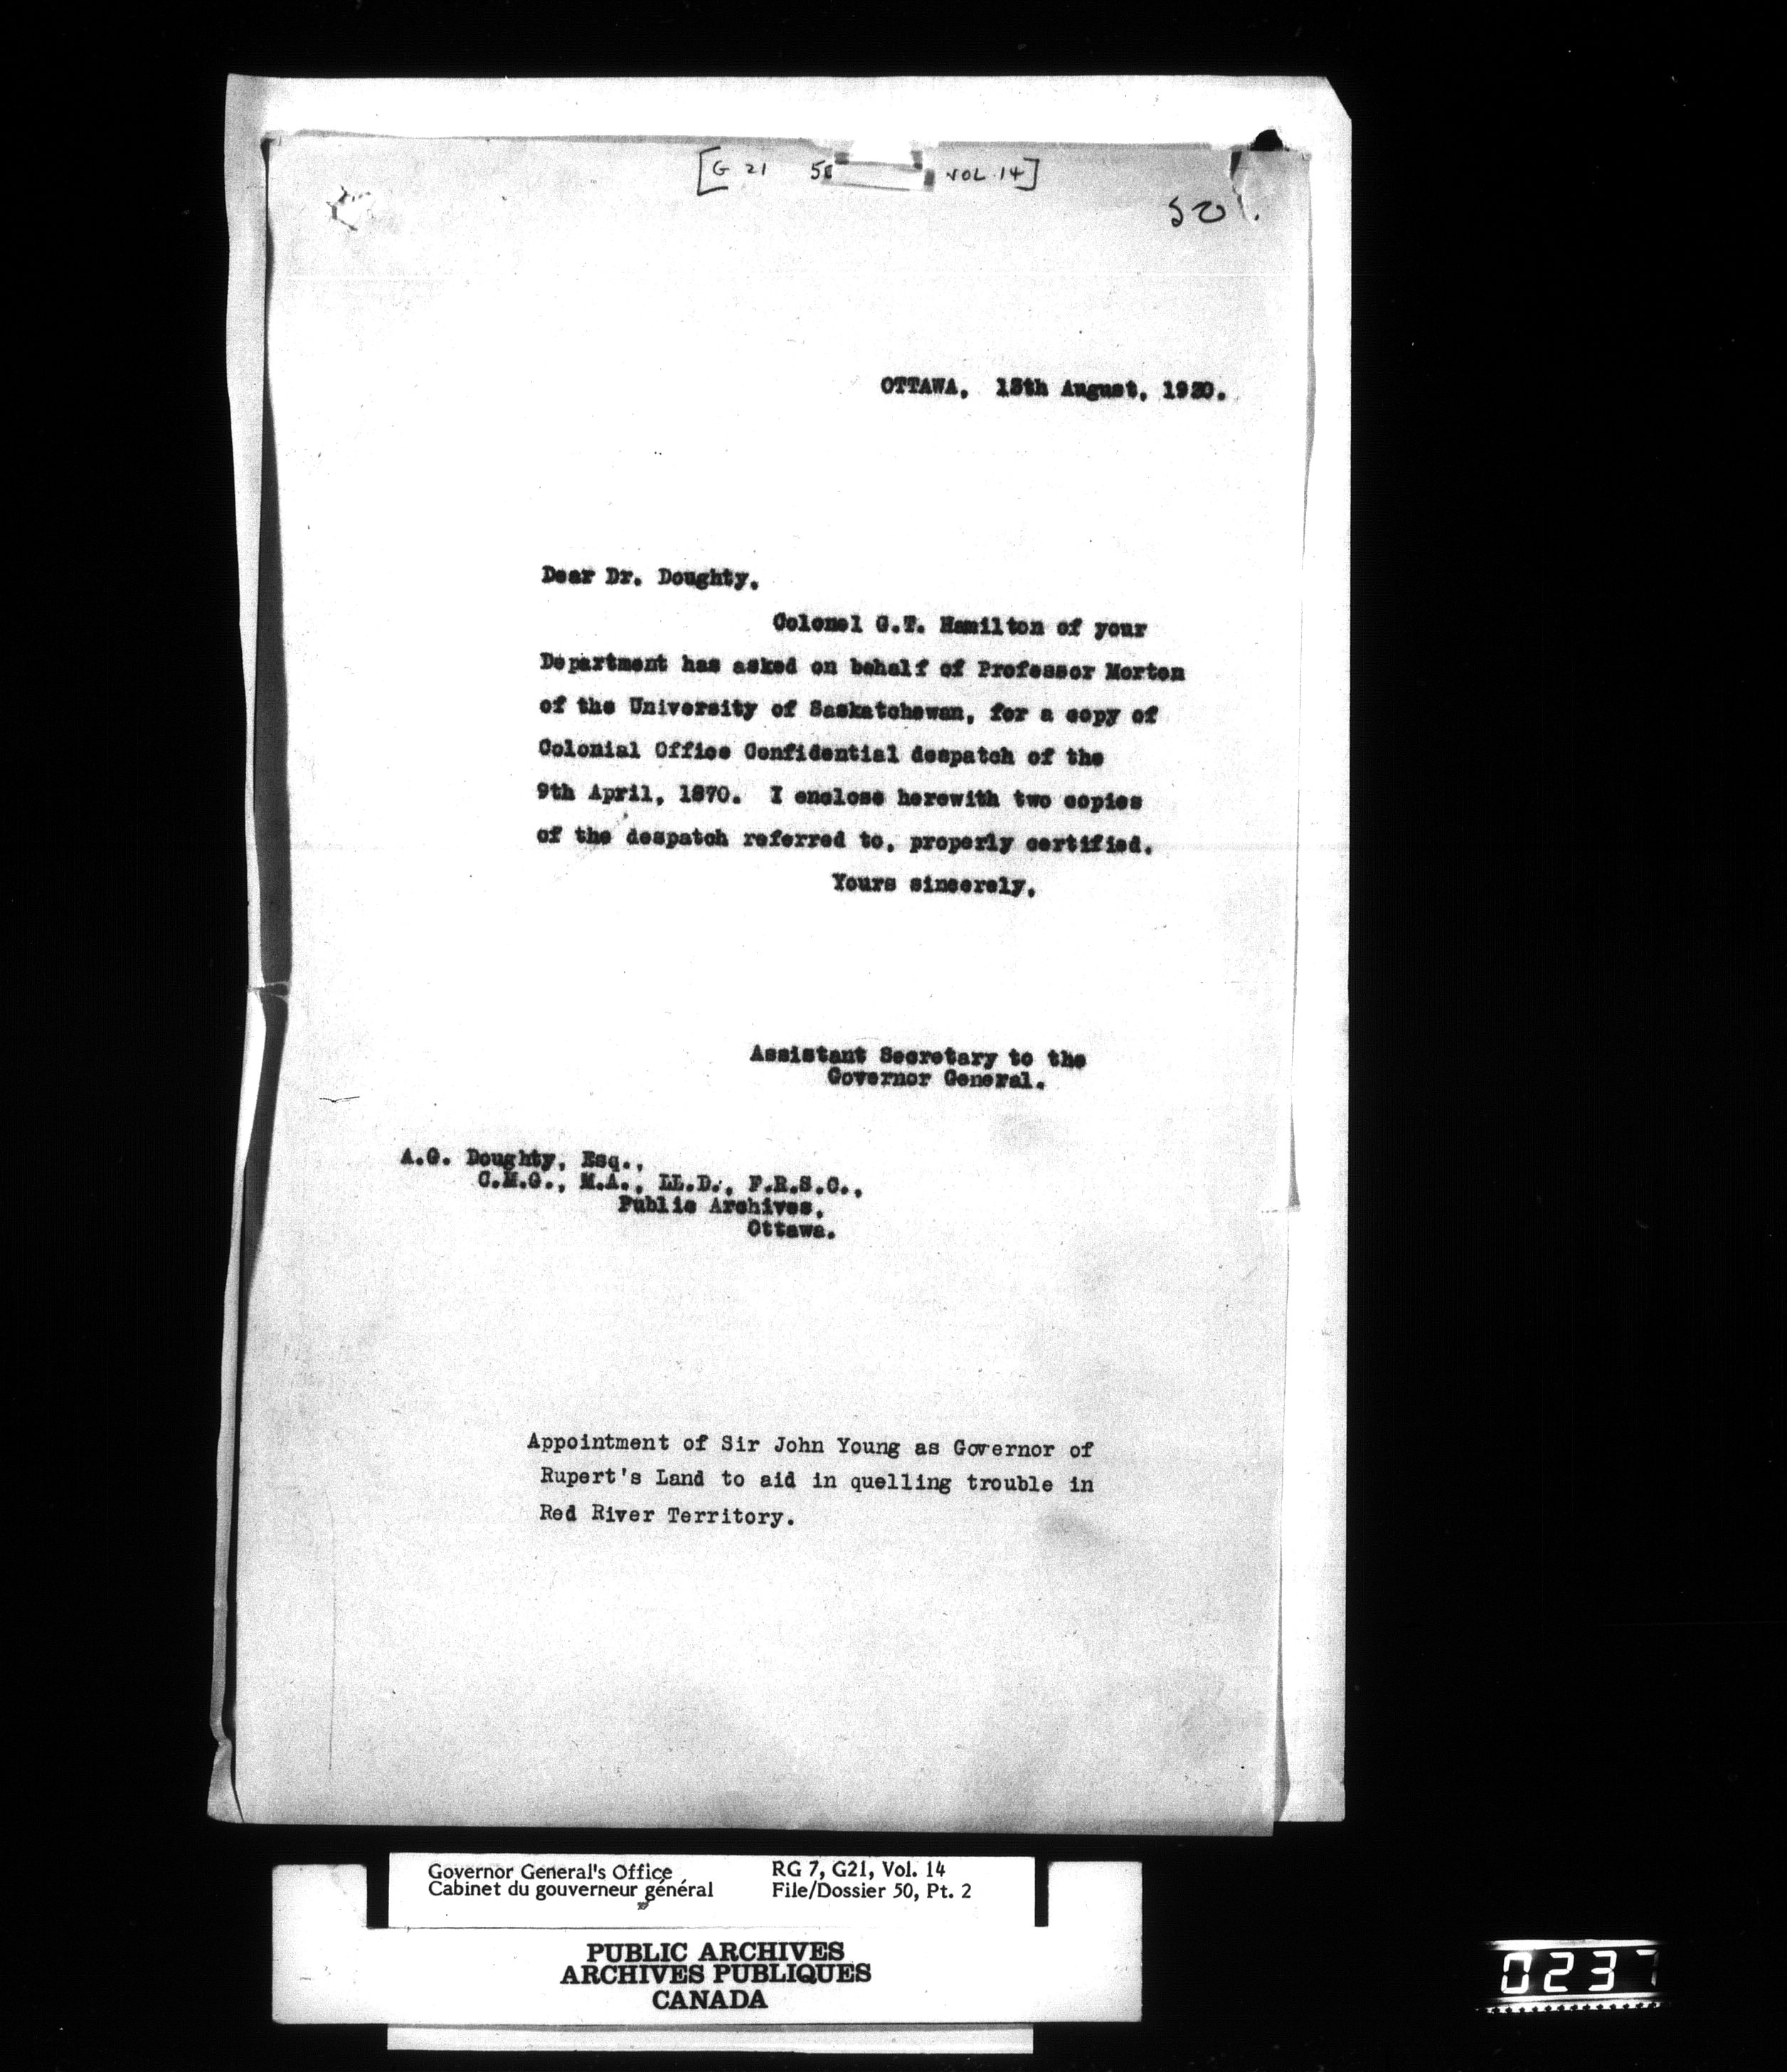 [G 21 50 VOL. 14]
50
OTTAWA, 15th August, 1930.
Dear Dr. Doughty,
Colonel G.T. Hamilton of your
Department has asked on behalf of Professor Morton
of the University of Saskatchewan, for a copy of
Colonial Office Confidential despatch of the
9th April, 1870. I enclose herewith two copies
of the despatch referred to, properly certified.
Yours sincerely,
Assistant Secretary to the
Governor General.
A.G. Doughty, Esq.,
C.M.G., M.A., LL.D., F.R.S.C.,
Public Archives,
Ottawa.
Appointment of Sir John Young as Governor of
Rupert's Land to aid in quelling trouble in
Red River Territory.
Governor General's Office RG 7, G21, Vol. 14
Cabinet du gouverneur général File/Dossier 50, Pt. 2
PUBLIC ARCHIVES
ARCHIVES PUBLIQUES
CANADA
0237